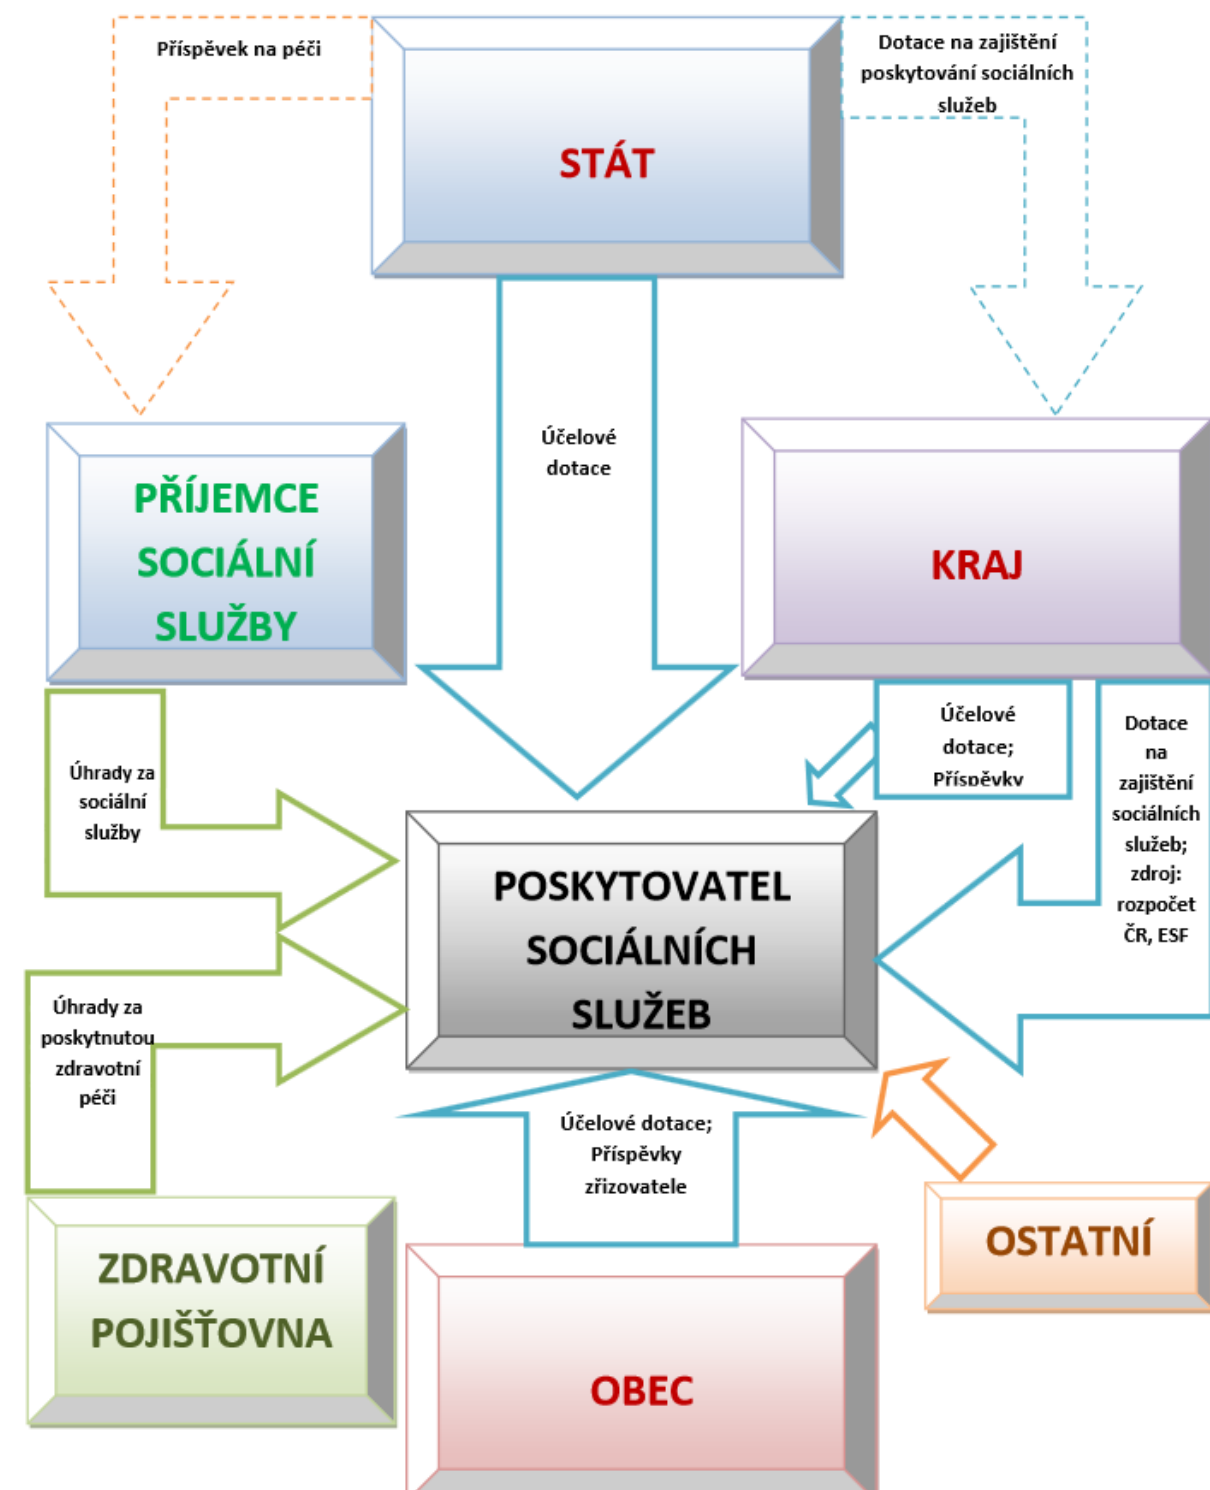 Příspěvek na péči
Dotace na zajištění
poskytování sociálních
služeb
STÁT
Účelové
dotace
PŘÍJEMCE
SOCIÁLNÍ
SLUŽBY
KRAJ
Úhrady za
sociální
služby
Účelové
dotace;
Příspěvky
Dotace
na
zajištění
sociálních
služeb;
zdroj:
rozpočet
ČR, ESF
POSKYTOVATEL
SOCIÁLNÍCH
SLUŽEB
Úhrady za
poskytnutou
zdravotní
péči
Účelové dotace;
Příspěvky
zřizovatele
OSTATNÍ
ZDRAVOTNÍ
POJIŠŤOVNA
OBEC